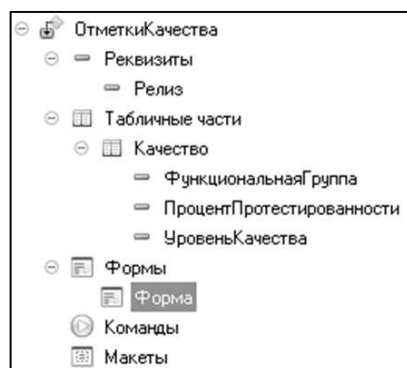 ОтметкиКачества
Реквизиты
Релиз
Табличные части
Качество
ФункциональнаяГруппа
ПроцентПротестированности
УровеньКачества
Формы
Форма
Команды
Макеты